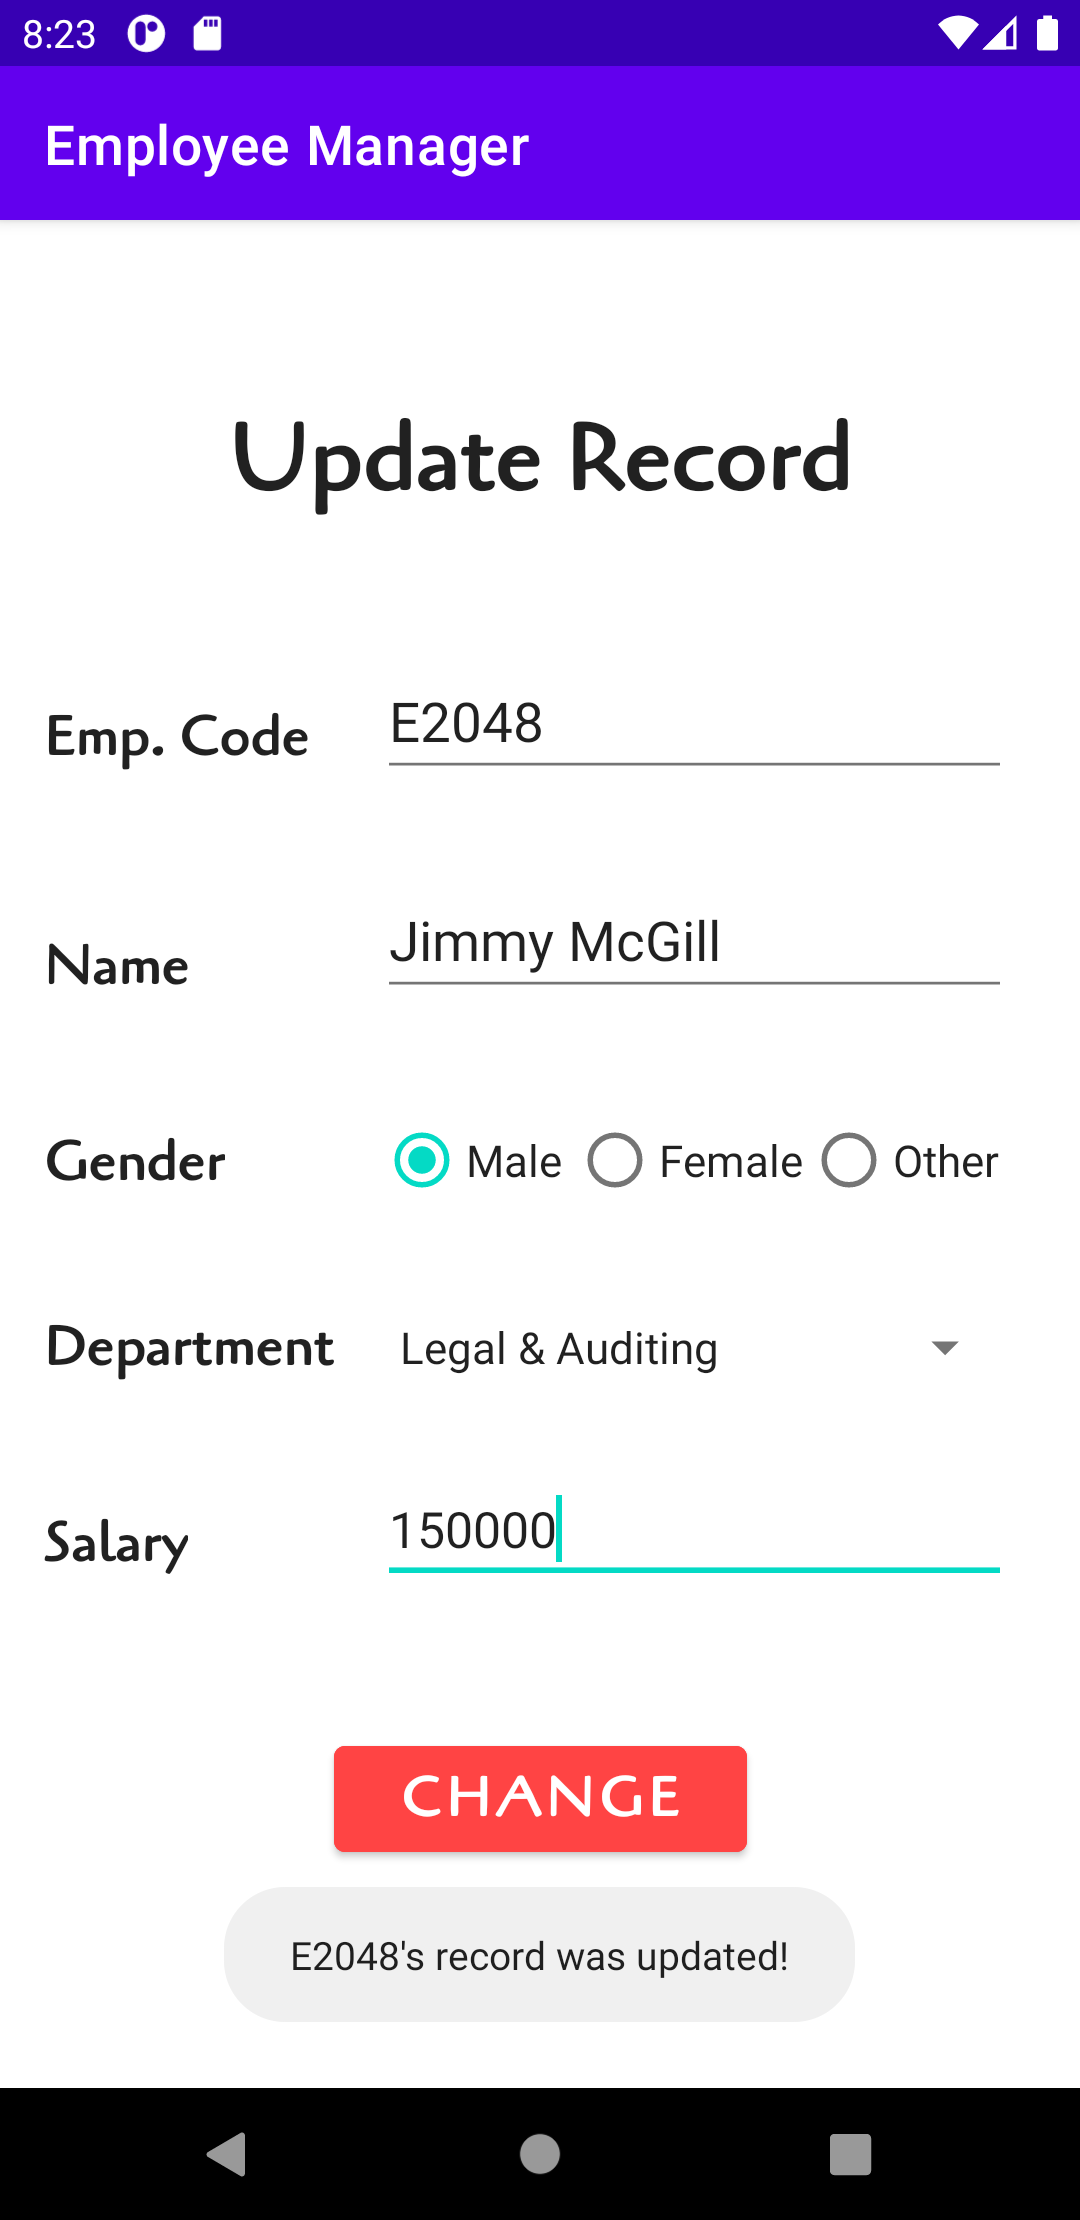 8:23
Employee Manager
Update Record
Emp. Code E2048
Name Jimmy McGill
Gender Male Female Other
Department Legal & Auditing
Salary 150000
CHANGE
E2048's record was updated!